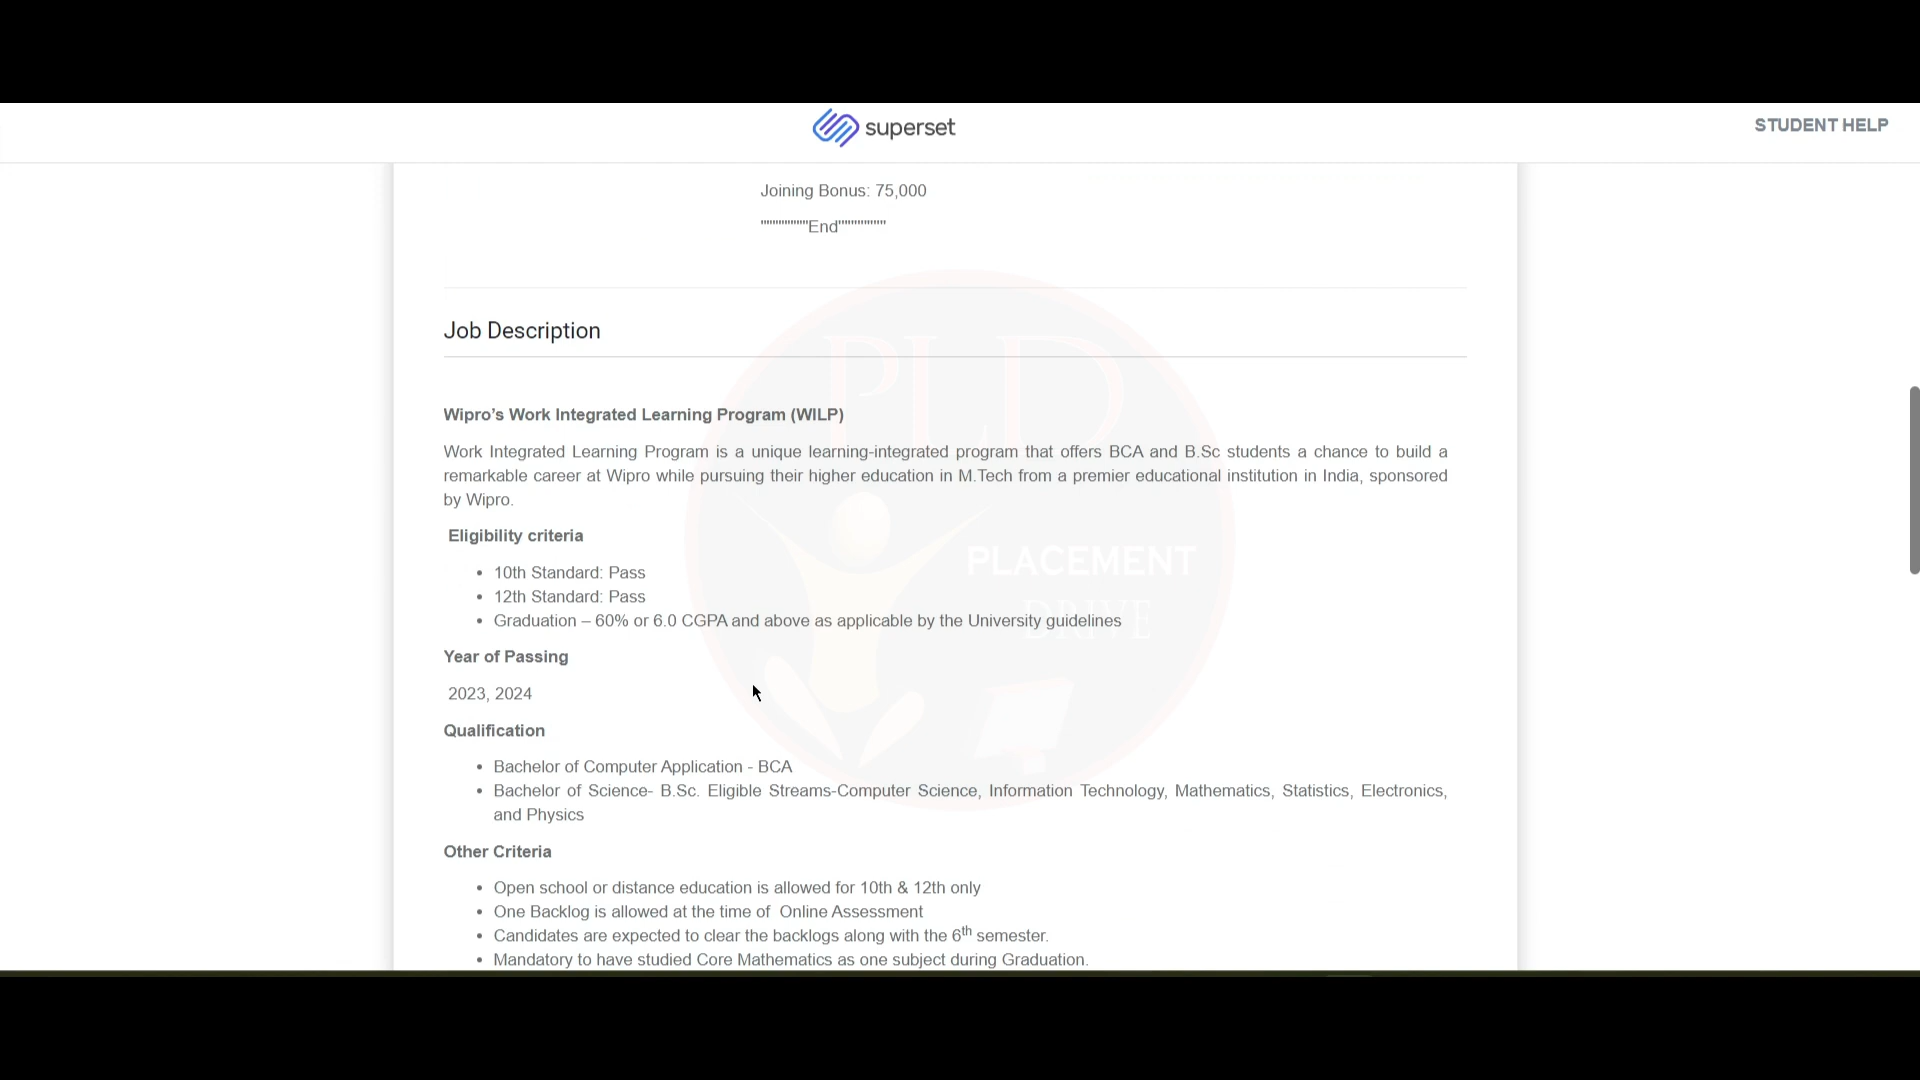 superset
STUDENT HELP
Joining Bonus: 75,000
""""""""End""""""""
Job Description
PLD
Wipro’s Work Integrated Learning Program (WILP)
Work Integrated Learning Program is a unique learning-integrated program that offers BCA and B.Sc students a chance to build a
remarkable career at Wipro while pursuing their higher education in M.Tech from a premier educational institution in India, sponsored
by Wipro.
Eligibility criteria
PLACEMENT
DRIVE
• 10th Standard: Pass
• 12th Standard: Pass
• Graduation – 60% or 6.0 CGPA and above as applicable by the University guidelines
Year of Passing
2023, 2024
Qualification
• Bachelor of Computer Application - BCA
• Bachelor of Science- B.Sc. Eligible Streams-Computer Science, Information Technology, Mathematics, Statistics, Electronics,
and Physics
Other Criteria
• Open school or distance education is allowed for 10th & 12th only
• One Backlog is allowed at the time of Online Assessment
• Candidates are expected to clear the backlogs along with the 6th semester.
• Mandatory to have studied Core Mathematics as one subject during Graduation.